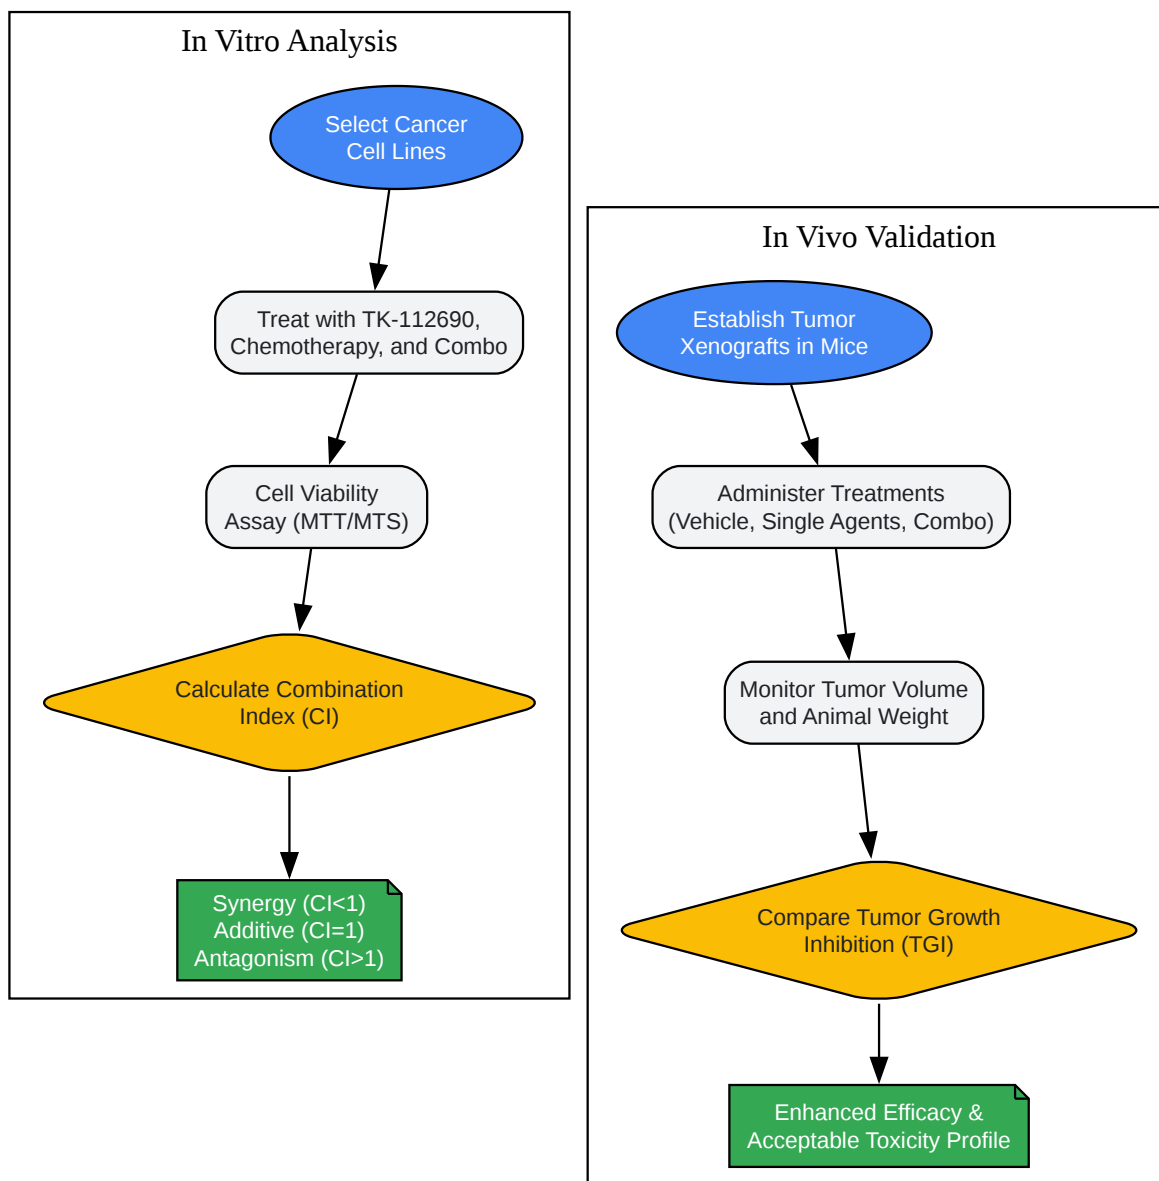 In Vitro Analysis
Select Cancer
Cell Lines
Treat with TK-112690,
Chemotherapy, and Combo
Cell Viability
Assay (MTT/MTS)
Calculate Combination
Index (CI)
Synergy (CI<1)
Additive (CI=1)
Antagonism (CI>1)
In Vivo Validation
Establish Tumor
Xenografts in Mice
Administer Treatments
(Vehicle, Single Agents, Combo)
Monitor Tumor Volume
and Animal Weight
Compare Tumor Growth
Inhibition (TGI)
Enhanced Efficacy &
Acceptable Toxicity Profile